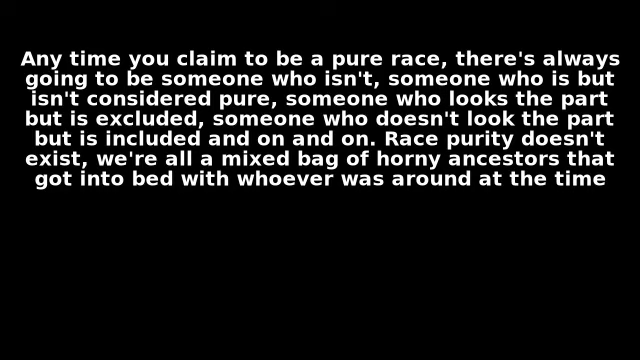 Any time you claim to be a pure race, there's always
going to be someone who isn't, someone who is but
isn't considered pure, someone who looks the part
but is excluded, someone who doesn't look the part
but is included and on and on. Race purity doesn't
exist, we're all a mixed bag of horny ancestors that
got into bed with whoever was around at the time